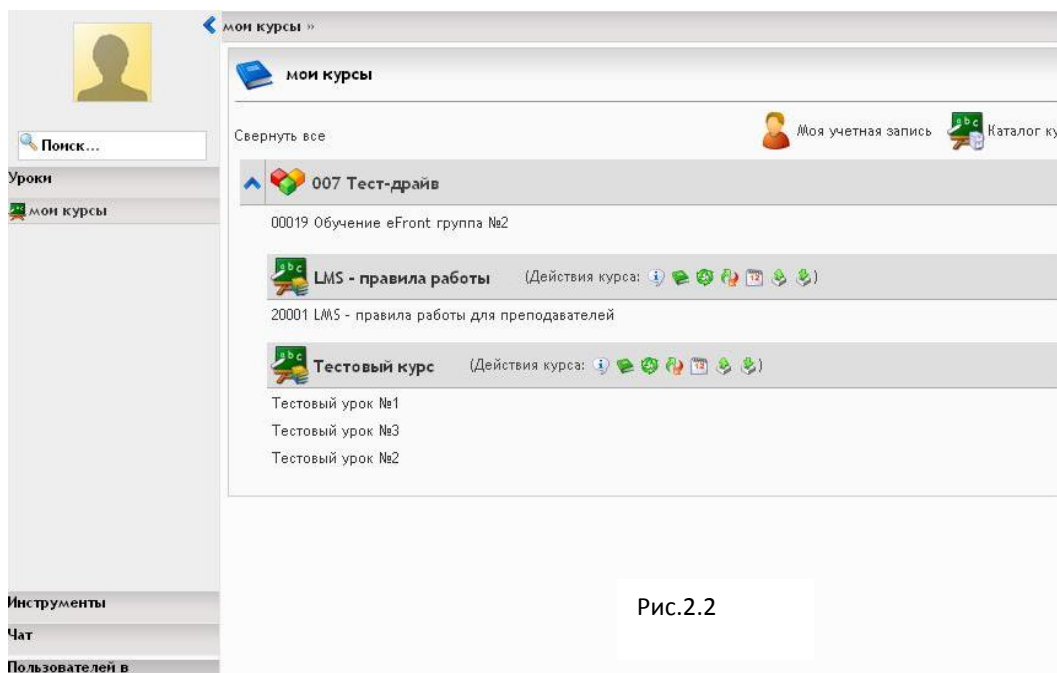 мои курсы »
мои курсы
Поиск...
Уроки
мои курсы
Свернуть все
Моя учетная запись
Каталог ку
007 Тест-драйв
00019 Обучение eFront группа №2
LMS - правила работы (Действия курса: )
20001 LMS - правила работы для преподавателей
Тестовый курс (Действия курса: )
Тестовый урок №1
Тестовый урок №3
Тестовый урок №2
Инструменты
Чат
Пользователей в
Рис.2.2